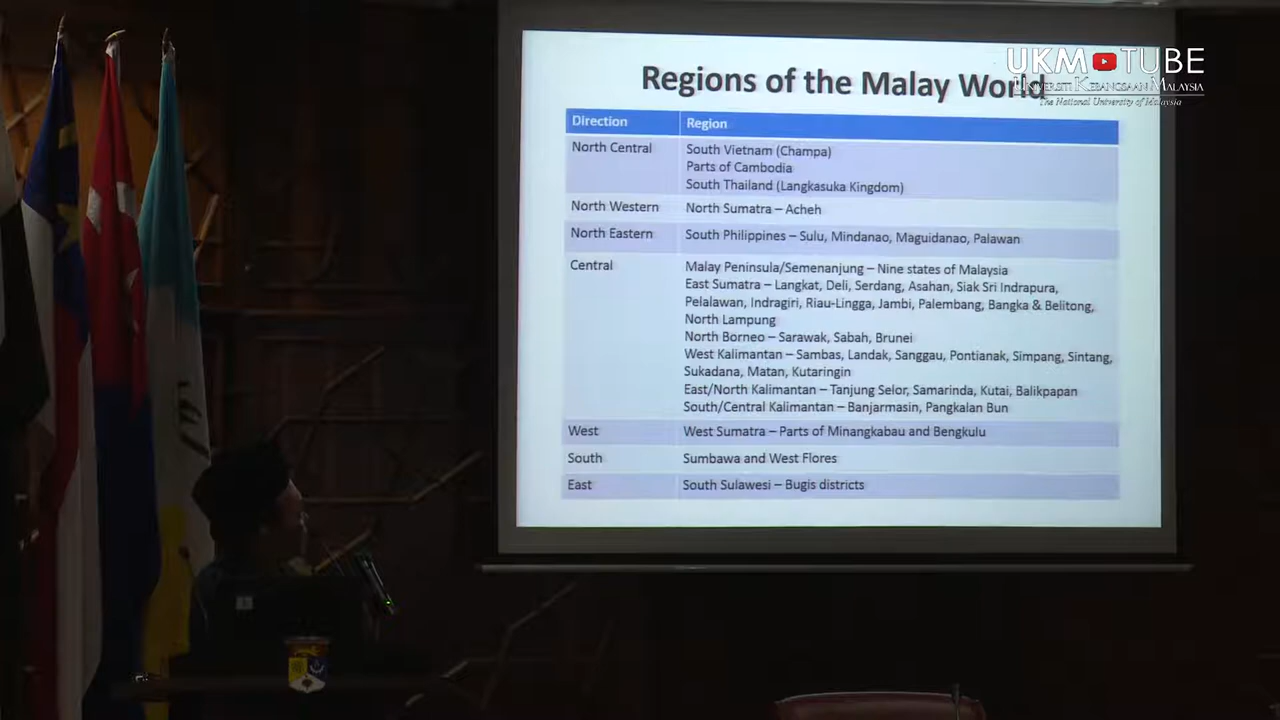 UKM TUBE
UNIVERSITI KEBANGSAAN MALAYSIA
The National University of Malaysia
Regions of the Malay World
Direction Region
North Central South Vietnam (Champa)
Parts of Cambodia
South Thailand (Langkasuka Kingdom)
North Western North Sumatra – Acheh
North Eastern South Philippines – Sulu, Mindanao, Maguidanao, Palawan
Central Malay Peninsula/Semenanjung – Nine states of Malaysia
East Sumatra – Langkat, Deli, Serdang, Asahan, Siak Sri Indrapura,
Pelalawan, Indragiri, Riau-Lingga, Jambi, Palembang, Bangka & Belitong,
North Lampung
North Borneo – Sarawak, Sabah, Brunei
West Kalimantan – Sambas, Landak, Sanggau, Pontianak, Simpang, Sintang,
Sukadana, Matan, Kutaringin
East/North Kalimantan – Tanjung Selor, Samarinda, Kutai, Balikpapan
South/Central Kalimantan – Banjarmasin, Pangkalan Bun
West West Sumatra – Parts of Minangkabau and Bengkulu
South Sumbawa and West Flores
East South Sulawesi – Bugis districts